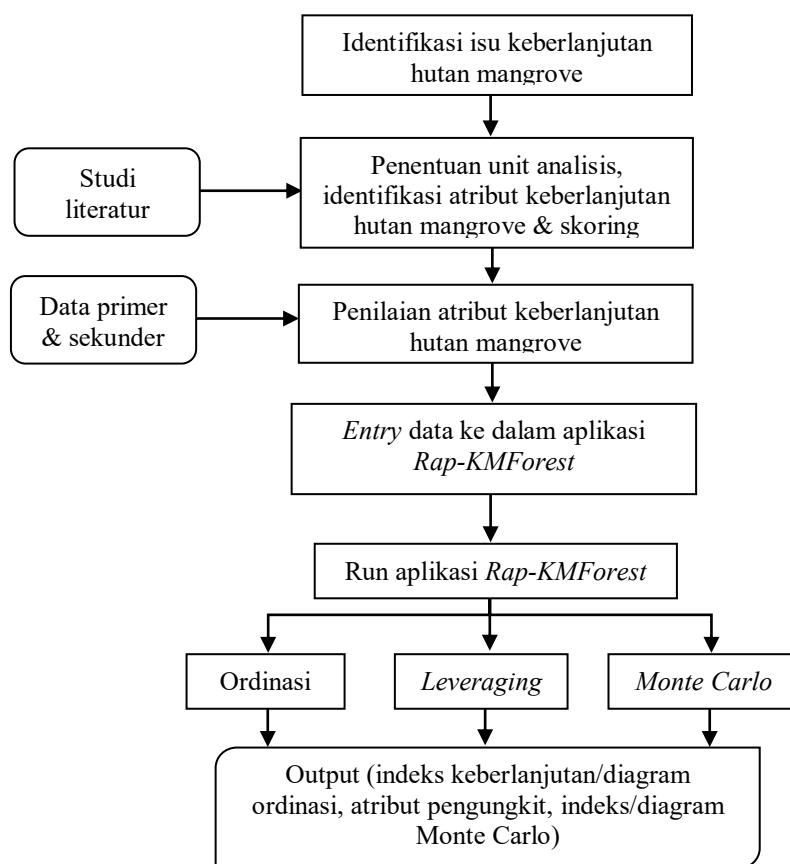 Identifikasi isu keberlanjutan
hutan mangrove
Studi
literatur
Penentuan unit analisis,
identifikasi atribut keberlanjutan
hutan mangrove & skoring
Data primer
& sekunder
Penilaian atribut keberlanjutan
hutan mangrove
Entry data ke dalam aplikasi
Rap-KMForest
Run aplikasi Rap-KMForest
Ordinasi
Leveraging
Monte Carlo
Output (indeks keberlanjutan/diagram
ordinasi, atribut pengungkit, indeks/diagram
Monte Carlo)